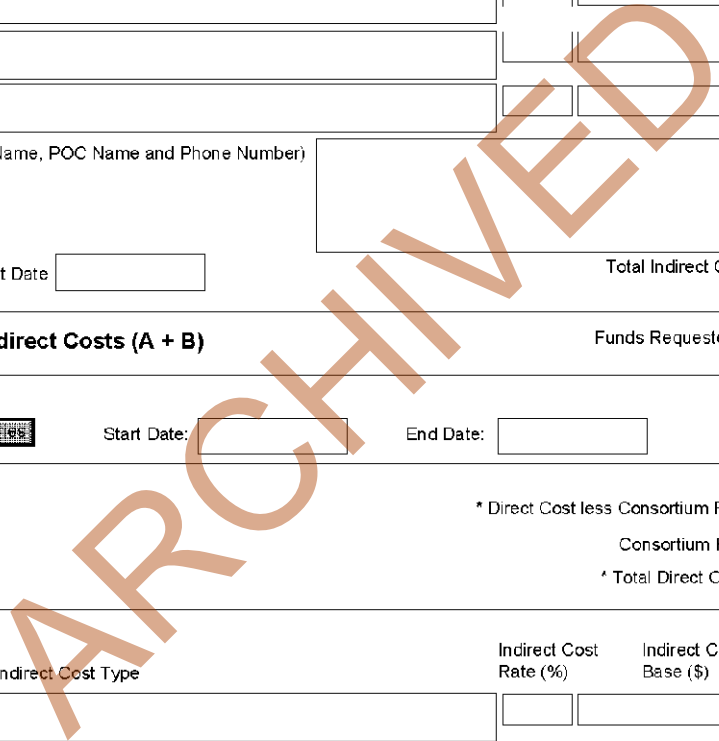 Name, POC Name and Phone Number)
t Date
Total Indirect C
direct Costs (A + B)
Funds Requeste
Start Date:
End Date:
* Direct Cost less Consortium F
Consortium F
* Total Direct C
Indirect Cost Type
Indirect Cost
Rate (%)
Indirect C
Base ($)
ARCHIVED